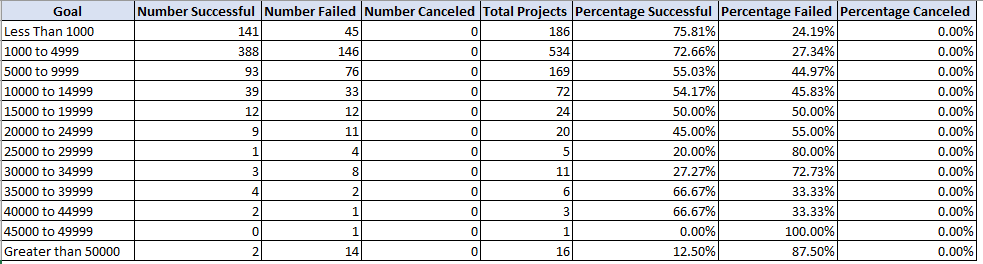 Goal Number Successful Number Failed Number Canceled Total Projects Percentage Successful Percentage Failed Percentage Canceled
Less Than 1000 141 45 0 186 75.81% 24.19% 0.00%
1000 to 4999 388 146 0 534 72.66% 27.34% 0.00%
5000 to 9999 93 76 0 169 55.03% 44.97% 0.00%
10000 to 14999 39 33 0 72 54.17% 45.83% 0.00%
15000 to 19999 12 12 0 24 50.00% 50.00% 0.00%
20000 to 24999 9 11 0 20 45.00% 55.00% 0.00%
25000 to 29999 1 4 0 5 20.00% 80.00% 0.00%
30000 to 34999 3 8 0 11 27.27% 72.73% 0.00%
35000 to 39999 4 2 0 6 66.67% 33.33% 0.00%
40000 to 44999 2 1 0 3 66.67% 33.33% 0.00%
45000 to 49999 0 1 0 1 0.00% 100.00% 0.00%
Greater than 50000 2 14 0 16 12.50% 87.50% 0.00%